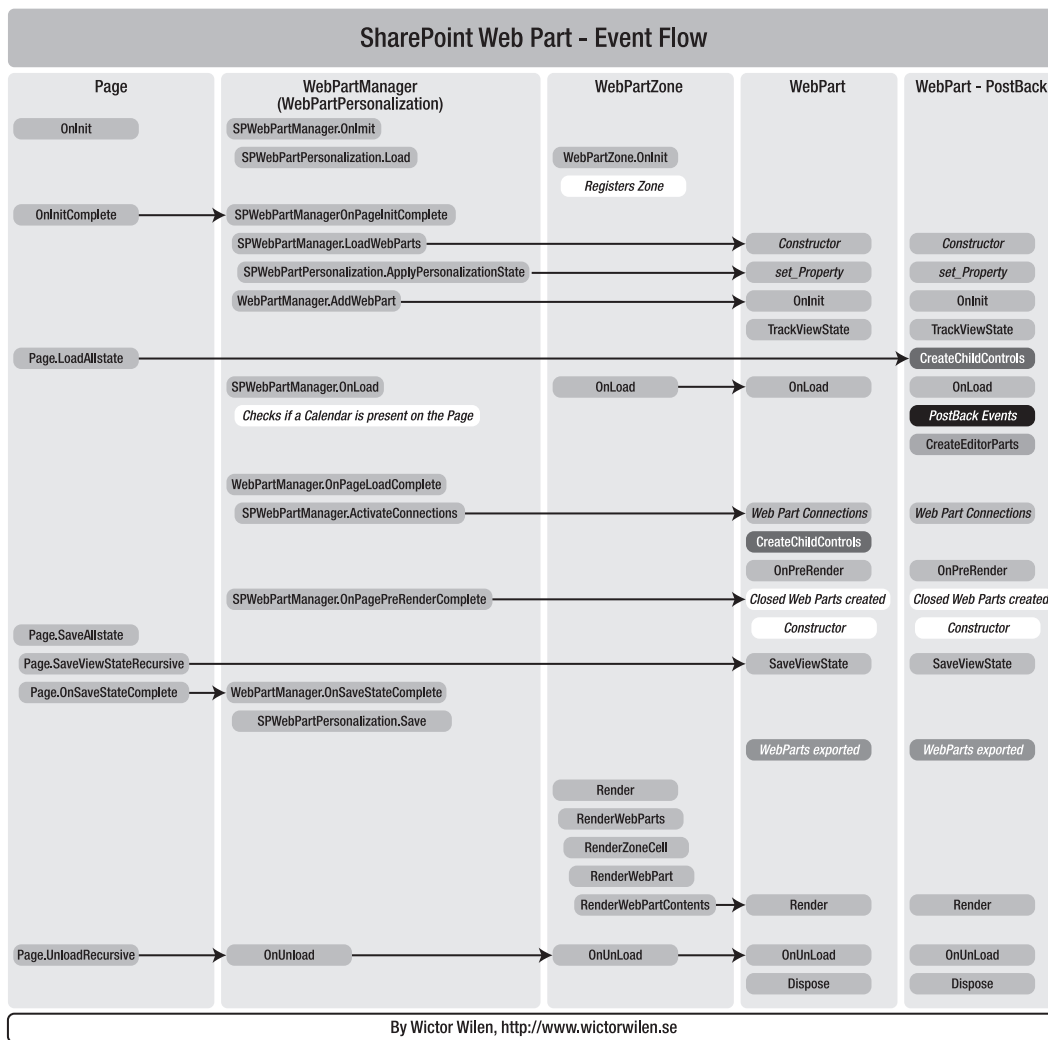 SharePoint Web Part - Event Flow
Page
WebPartManager
(WebPartPersonalization)
WebPartZone
WebPart
WebPart - PostBack
OnInit
SPWebPartManager.OnImit
SPWebPartPersonalization.Load
WebPartZone.OnInit
Registers Zone
OnInitComplete
SPWebPartManagerOnPageInitComplete
SPWebPartManager.LoadWebParts
Constructor
Constructor
SPWebPartPersonalization.ApplyPersonalizationState
set_Property
set_Property
WebPartManager.AddWebPart
OnInit
OnInit
TrackViewState
TrackViewState
Page.LoadAllstate
CreateChildControls
SPWebPartManager.OnLoad
OnLoad
OnLoad
OnLoad
Checks if a Calendar is present on the Page
PostBack Events
CreateEditorParts
WebPartManager.OnPageLoadComplete
SPWebPartManager.ActivateConnections
Web Part Connections
Web Part Connections
CreateChildControls
OnPreRender
OnPreRender
SPWebPartManager.OnPagePreRenderComplete
Closed Web Parts created
Closed Web Parts created
Page.SaveAllstate
Constructor
Constructor
Page.SaveViewStateRecursive
SaveViewState
SaveViewState
Page.OnSaveStateComplete
WebPartManager.OnSaveStateComplete
SPWebPartPersonalization.Save
WebParts exported
WebParts exported
Render
RenderWebParts
RenderZoneCell
RenderWebPart
RenderWebPartContents
Render
Render
Page.UnloadRecursive
OnUnload
OnUnLoad
OnUnLoad
OnUnLoad
Dispose
Dispose
By Wictor Wilen, http://www.wictorwilen.se